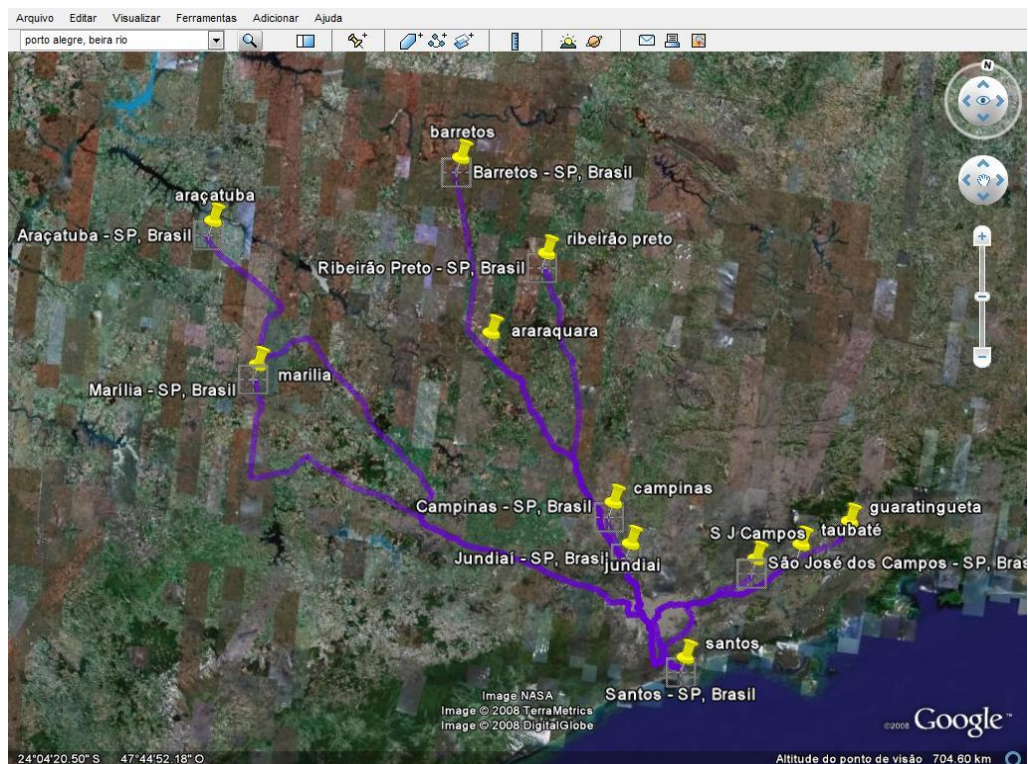 Arquivo Editar Visualizar Ferramentas Adicionar Ajuda
porto alegre, beira rio
N
barretos
Barretos - SP, Brasil
araçatuba
Araçatuba - SP, Brasil
ribeirão preto
Ribeirão Preto - SP, Brasil
araraquara
marilia
Marília - SP, Brasil
campinas
Campinas - SP, Brasil
guaratingueta
S J Campos
taubaté
Jundiaí - SP, Brasil
jundiai
São José dos Campos - SP, Bras
santos
Santos - SP, Brasil
Image NASA
Image © 2008 TerraMetrics
Image © 2008 DigitalGlobe
©2008 Google™
24°04'20.50" S 47°44'52.18" O
Altitude do ponto de visão 704.60 km